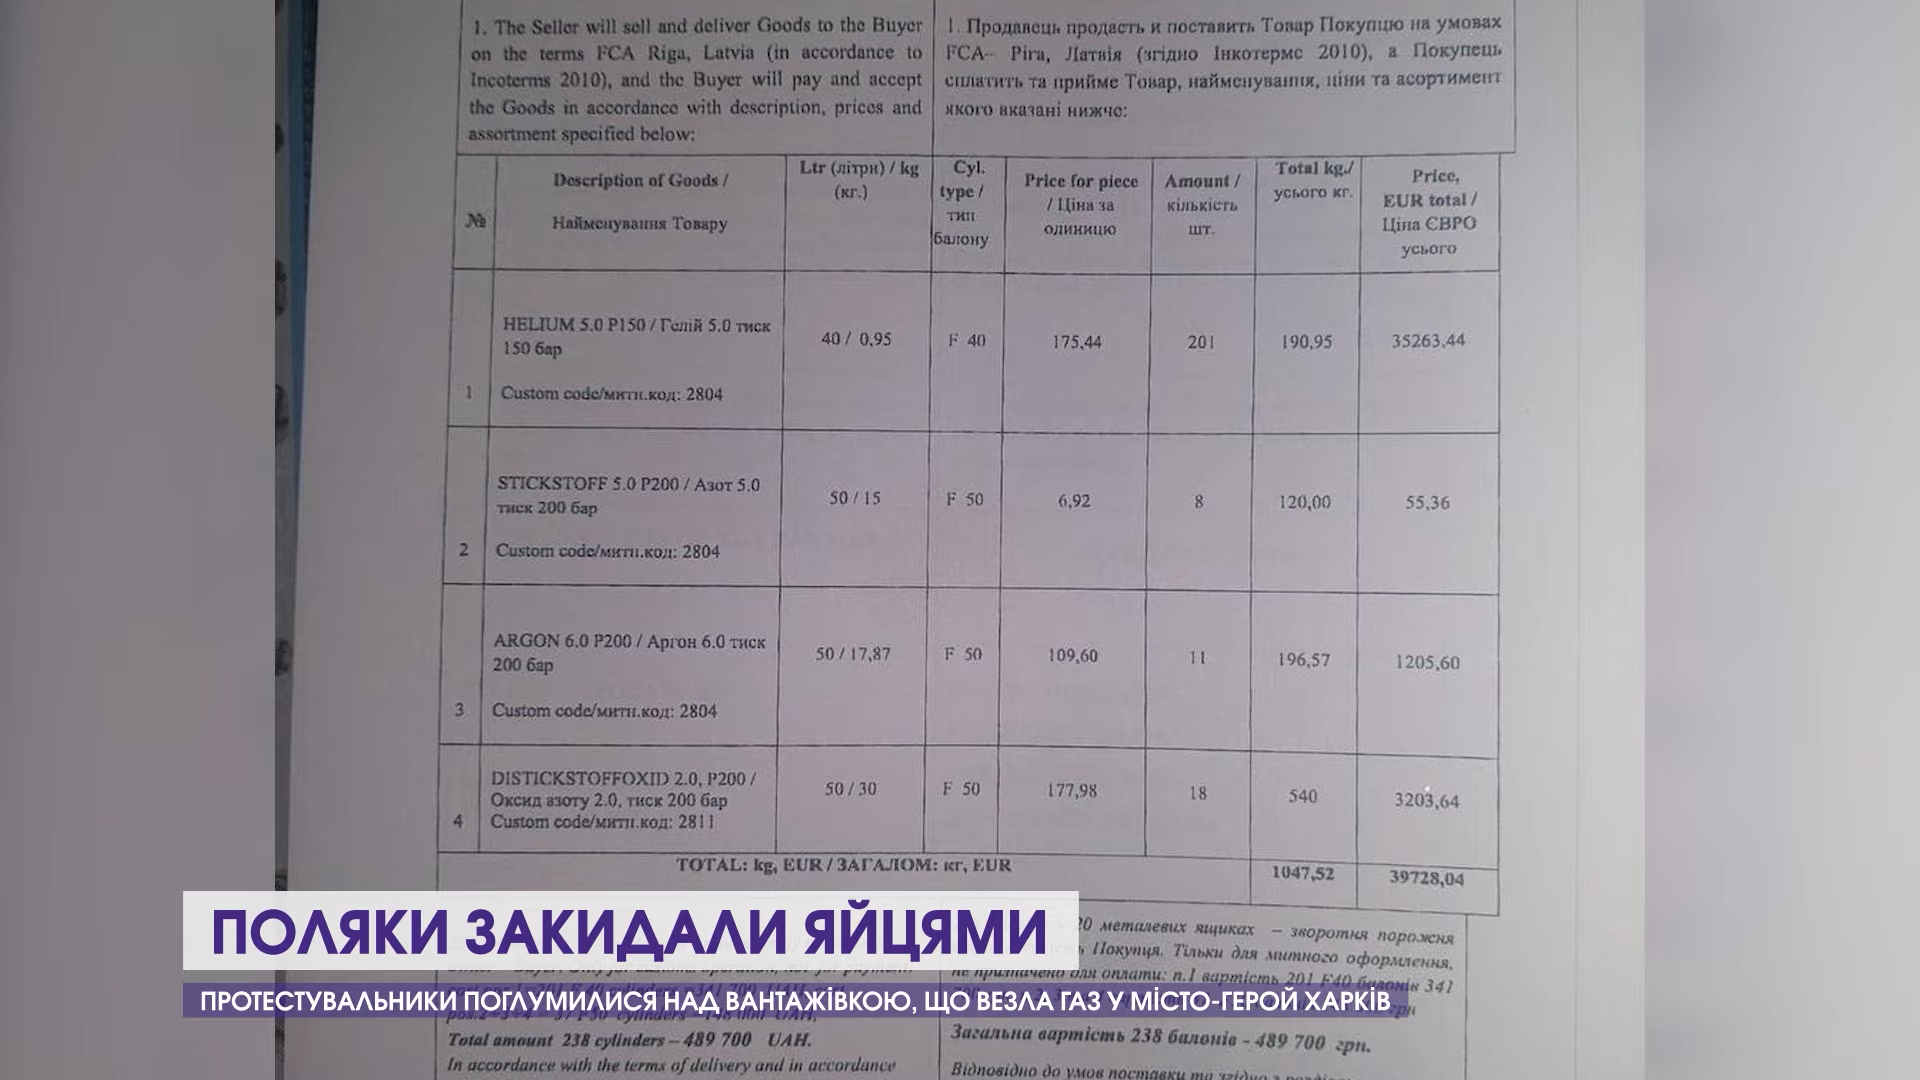 1. The Seller will sell and deliver Goods to the Buyer
on the terms FCA Riga, Latvia (in accordance to
Incoterms 2010), and the Buyer will pay and accept
the Goods in accordance with description, prices and
assortment specified below:
1. Продавець продасть и поставить Товар Покупцю на умовах
FCA– Рига, Латвія (згідно Інкотермс 2010), а Покупець
сплатить та прийме Товар, найменування, ціни та асортимент
якого вказані нижче:
№
Description of Goods /
Найменування Товару
Ltr (літри) / kg
(кг.)
Cyl.
type /
тип
балону
Price for piece
/ Ціна за
одиницю
Amount /
кількість
шт.
Total kg./
усього кг.
Price,
EUR total /
Ціна ЄВРО
усього
HELIUM 5.0 P150 / Гелій 5.0 тиск
150 бар
1 Custom code/митн.код: 2804
40 / 0,95
F 40
175,44
201
190,95
35263,44
STICKSTOFF 5.0 P200 / Азот 5.0
тиск 200 бар
2 Custom code/митн.код: 2804
50 / 15
F 50
6,92
8
120,00
55,36
ARGON 6.0 P200 / Аргон 6.0 тиск
200 бар
3 Custom code/митн.код: 2804
50 / 17,87
F 50
109,60
11
196,57
1205,60
DISTICKSTOFFOXID 2.0, P200 /
Оксид азоту 2.0, тиск 200 бар
4 Custom code/митн.код: 2811
50 / 30
F 50
177,98
18
540
3203,64
TOTAL: kg, EUR / ЗАГАЛОМ: кг, EUR
1047,52
39728,04
ПОЛЯКИ ЗАКИДАЛИ ЯЙЦЯМИ
ПРОТЕСТУВАЛЬНИКИ ПОГЛУМИЛИСЯ НАД ВАНТАЖІВКОЮ, ЩО ВЕЗЛА ГАЗ У МІСТО-ГЕРОЙ ХАРКІВ
Total amount 238 cylinders – 489 700 UAH.
In accordance with the terms of delivery and in accordance
20 металевих ящиках – зворотня порожня
Покупця. Тільки для митного оформлення,
не призначено для оплати: п.1 вартість 201 F40 балонів 341
Загальна вартість 238 балонів - 489 700 грн.
Відповідно до умов поставки та згідно з